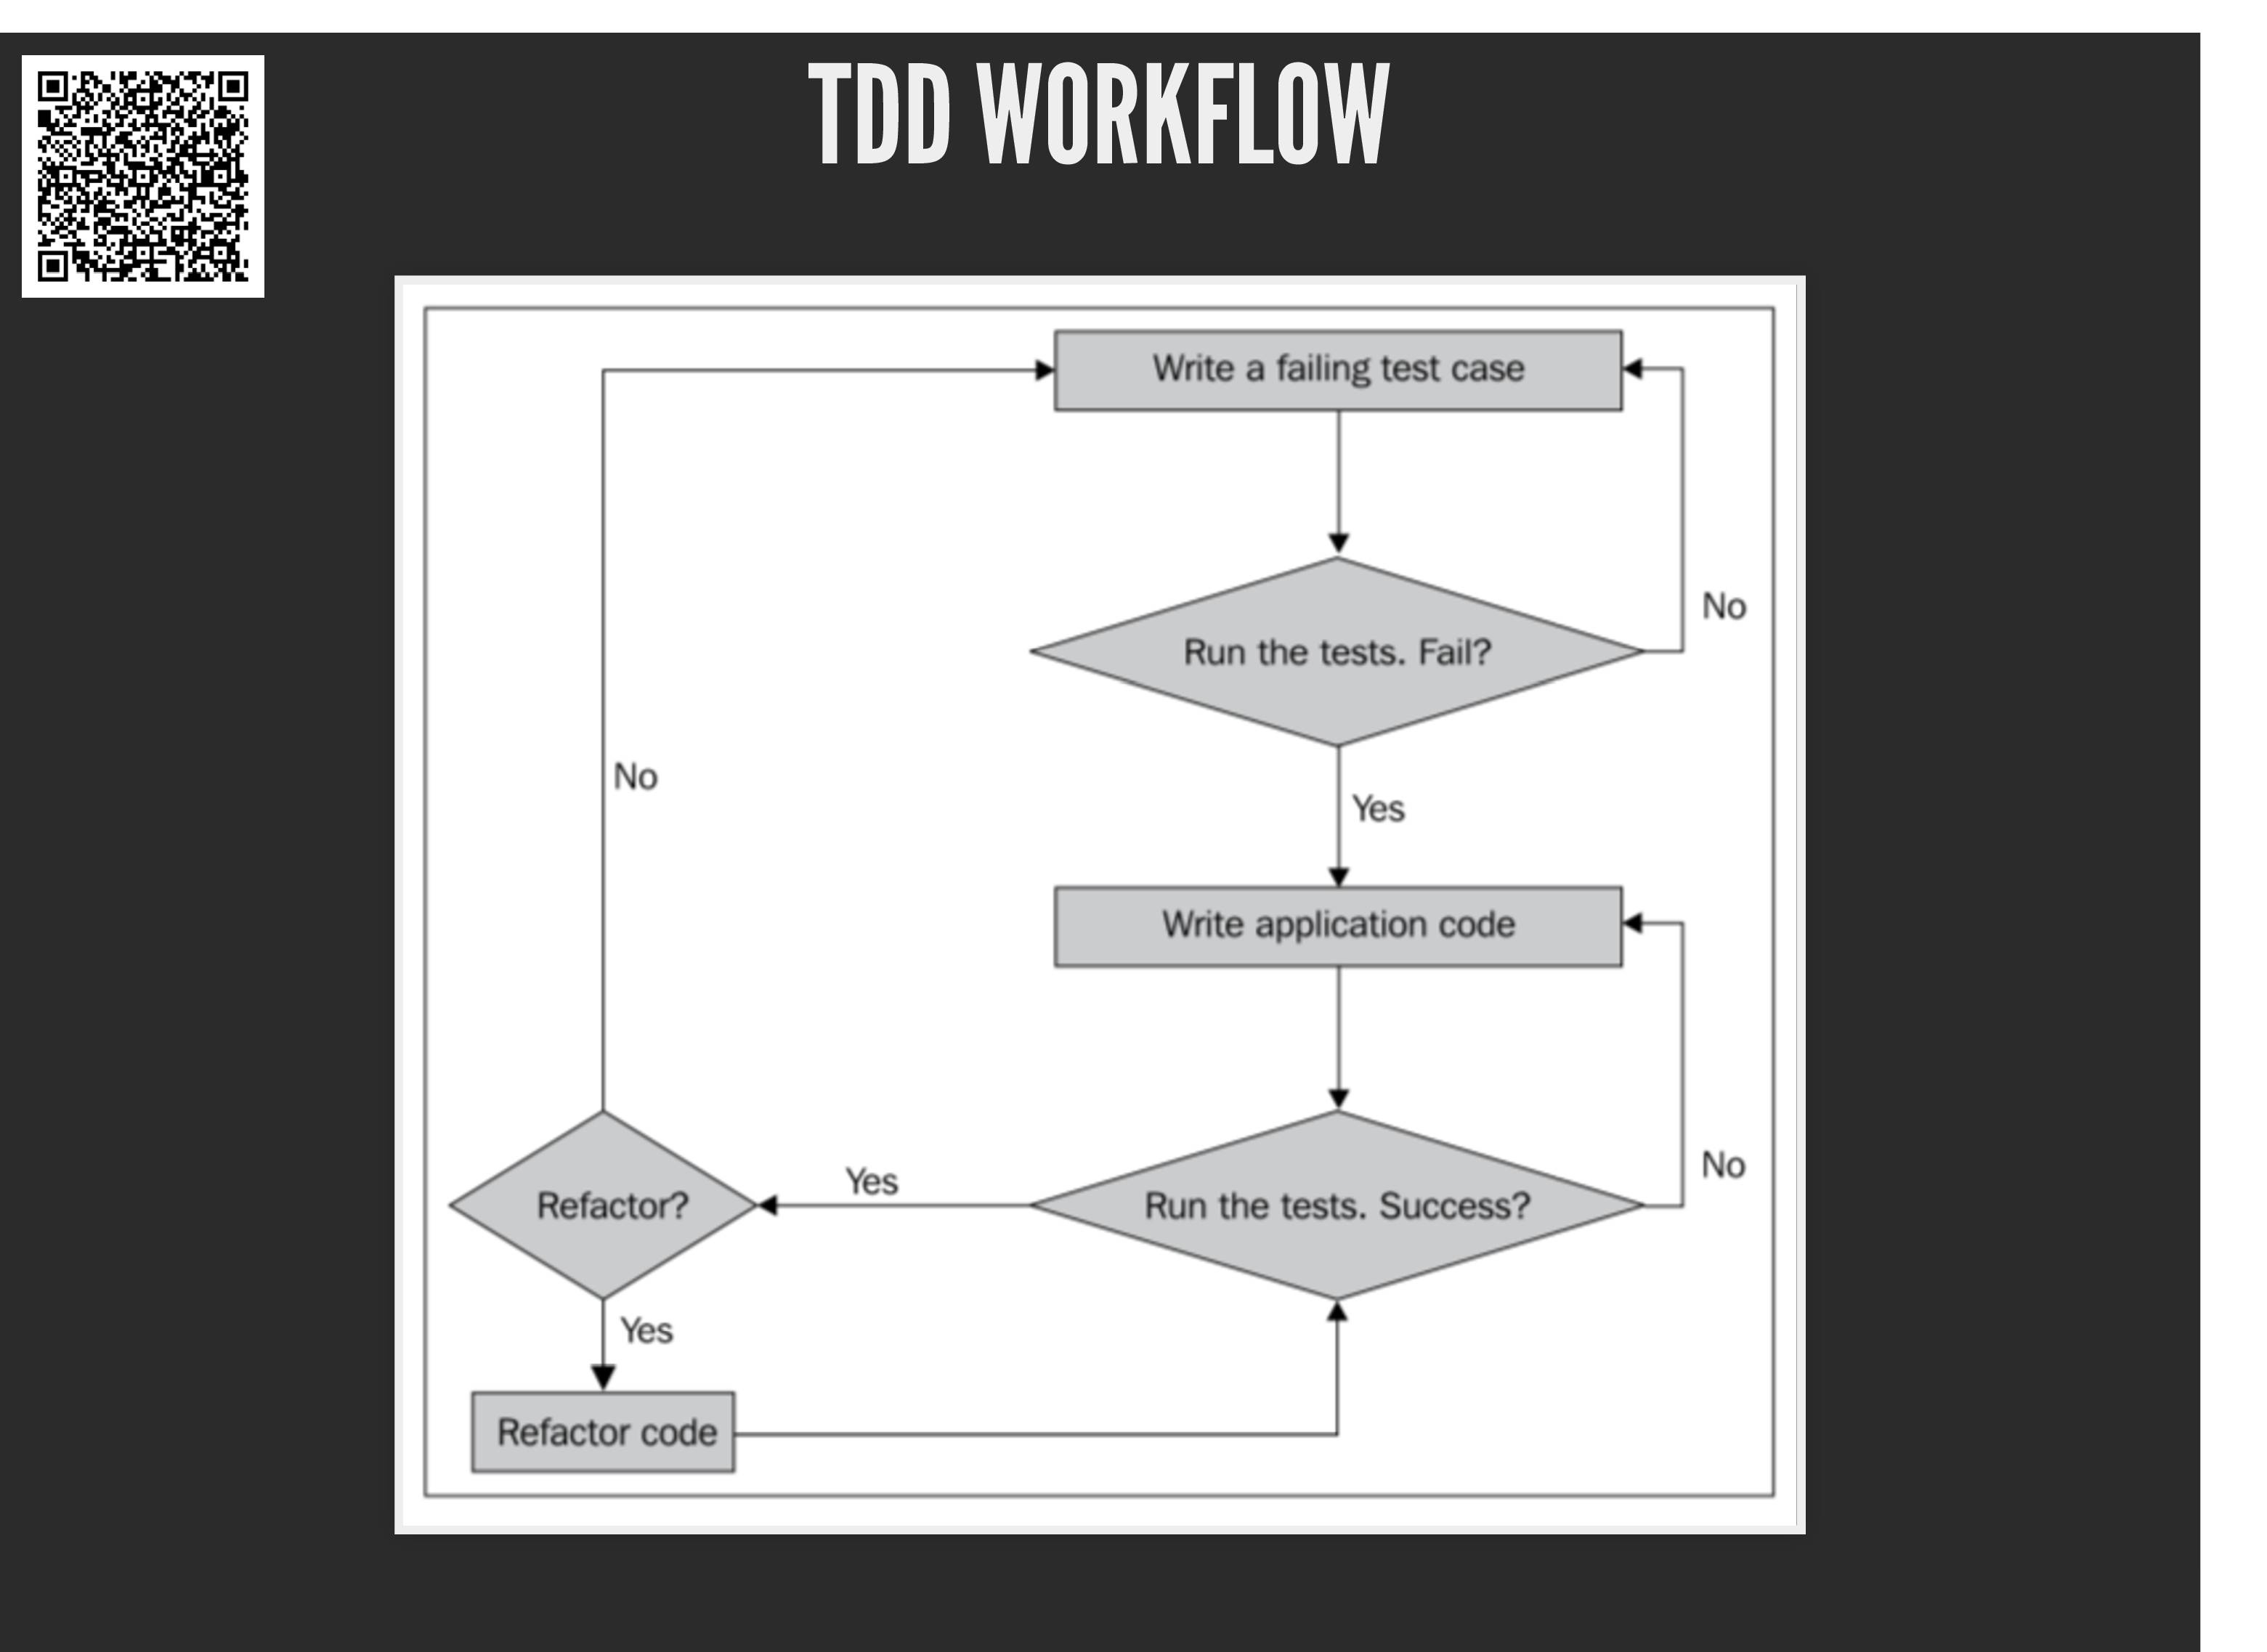 TDD WORKFLOW
Write a failing test case
Run the tests. Fail?
No
No
Yes
Write application code
Run the tests. Success?
No
Yes
Refactor?
Yes
Refactor code